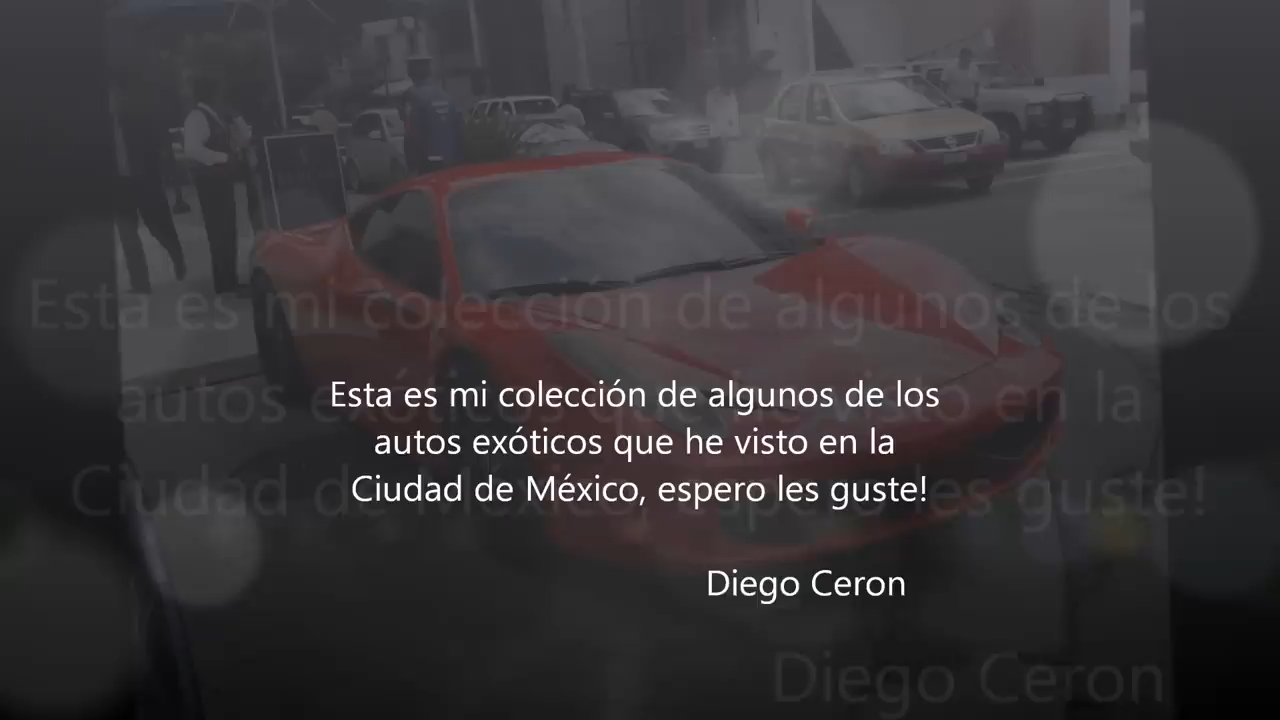 Esta es mi colección de algunos de los
autos exóticos que he visto en la
Ciudad de México, espero les guste!
Diego Ceron